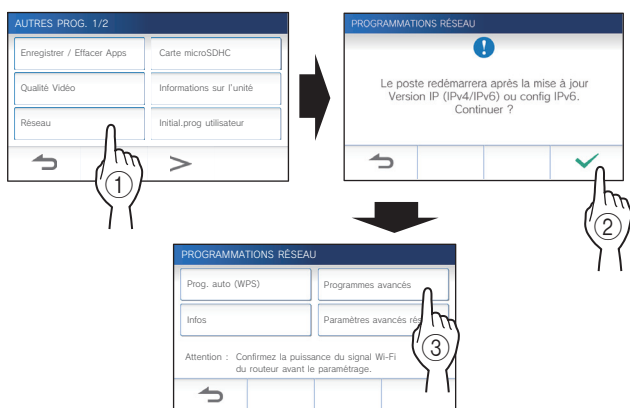 AUTRES PROG. 1/2
Enregistrer / Effacer Apps
Carte microSDHC
Qualité Vidéo
Informations sur l'unité
Réseau
Initial.prog utilisateur
1
PROGRAMMATIONS RÉSEAU
Le poste redémarrera après la mise à jour
Version IP (IPv4/IPv6) ou config IPv6.
Continuer ?
2
PROGRAMMATIONS RÉSEAU
Prog. auto (WPS)
Programmes avancés
Infos
Paramètres avancés
3
Attention : Confirmez la puissance du signal Wi-Fi
du routeur avant le paramétrage.